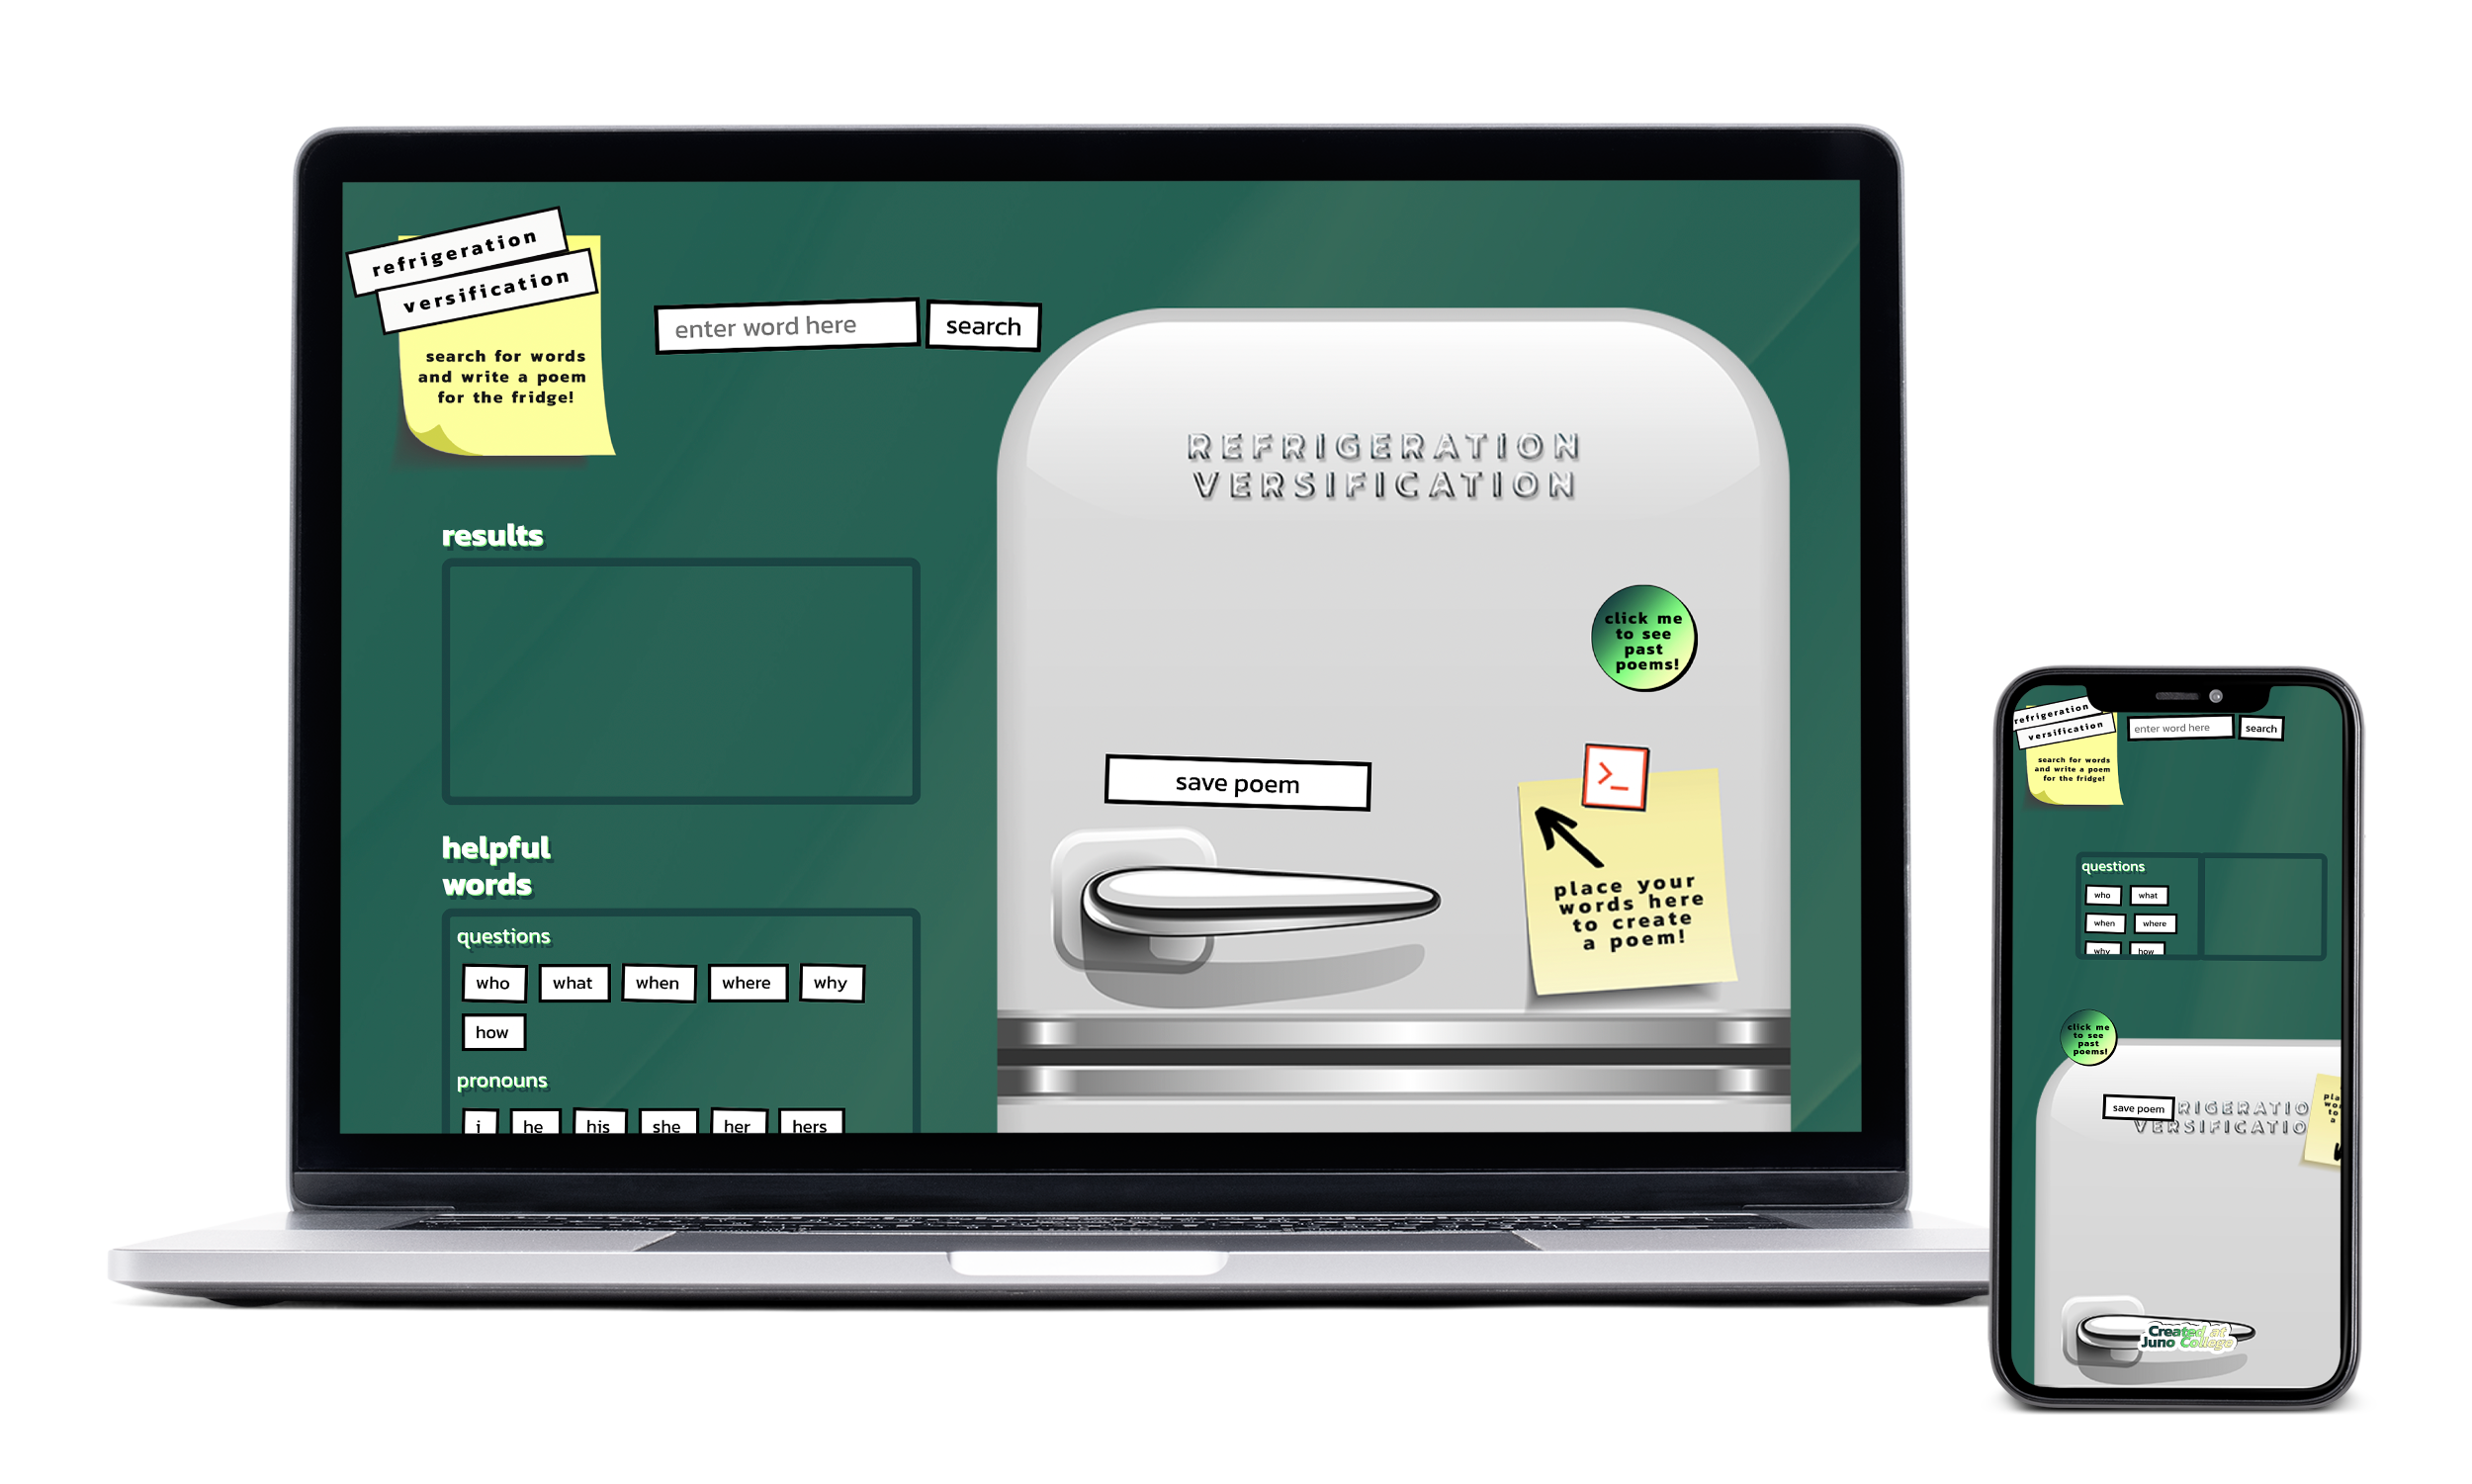 refrigeration
versification
search for words
and write a poem
for the fridge!
enter word here
search
REFRIGERATION
VERSIFICATION
results
click me
to see
past
poems!
save poem
>_
place your
words here
to create
a poem!
helpful
words
questions
who what when where why
how
pronouns
i he his she her hers
refrigeration
versification
enter word here
search
search for words
and write a poem
for the fridge!
questions
who what
when where
why how
click me
to see
past
poems!
save poem
RIGERATIO
VERSIFICATIO
Created at
Juno College